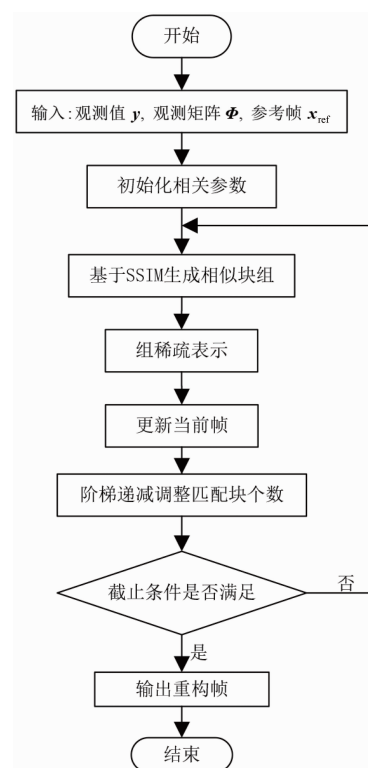 开始
输入:观测值 y, 观测矩阵 Φ, 参考帧 x_ref
初始化相关参数
基于SSIM生成相似块组
组稀疏表示
更新当前帧
阶梯递减调整匹配块个数
截止条件是否满足
否
是
输出重构帧
结束